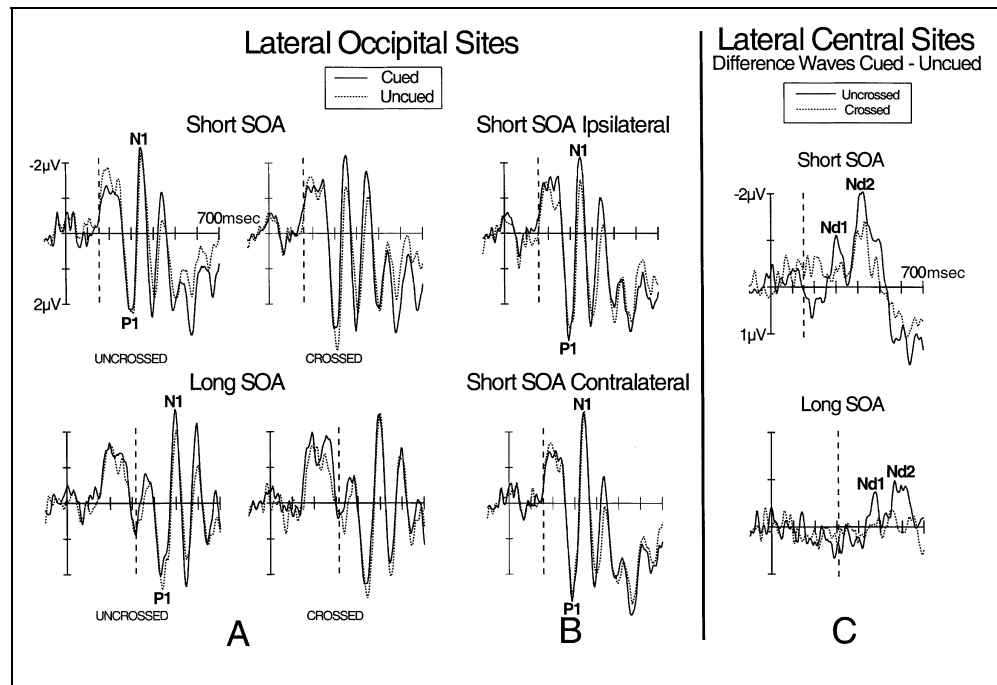 Lateral Occipital Sites
Cued
Uncued
Short SOA
N1
-2µV
700msec
2µV
P1
UNCROSSED
CROSSED
Long SOA
N1
P1
UNCROSSED
CROSSED
A
Short SOA Ipsilateral
N1
P1
Short SOA Contralateral
N1
P1
B
Lateral Central Sites
Difference Waves Cued - Uncued
Uncrossed
Crossed
Short SOA
-2µV
Nd2
Nd1
700msec
1µV
Long SOA
Nd1
Nd2
C